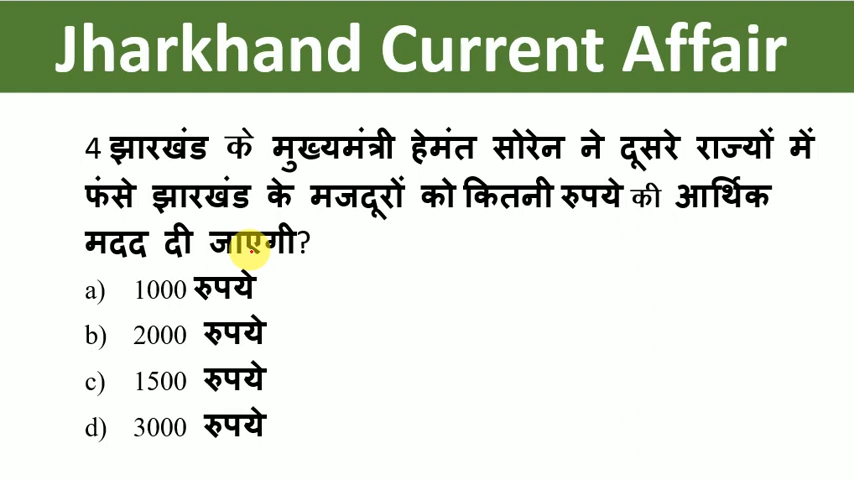 Jharkhand Current Affair
4 झारखंड के मुख्यमंत्री हेमंत सोरेन ने दूसरे राज्यों में
फंसे झारखंड के मजदूरों को कितनी रुपये की आर्थिक
मदद दी जाएगी?
a) 1000 रुपये
b) 2000 रुपये
c) 1500 रुपये
d) 3000 रुपये